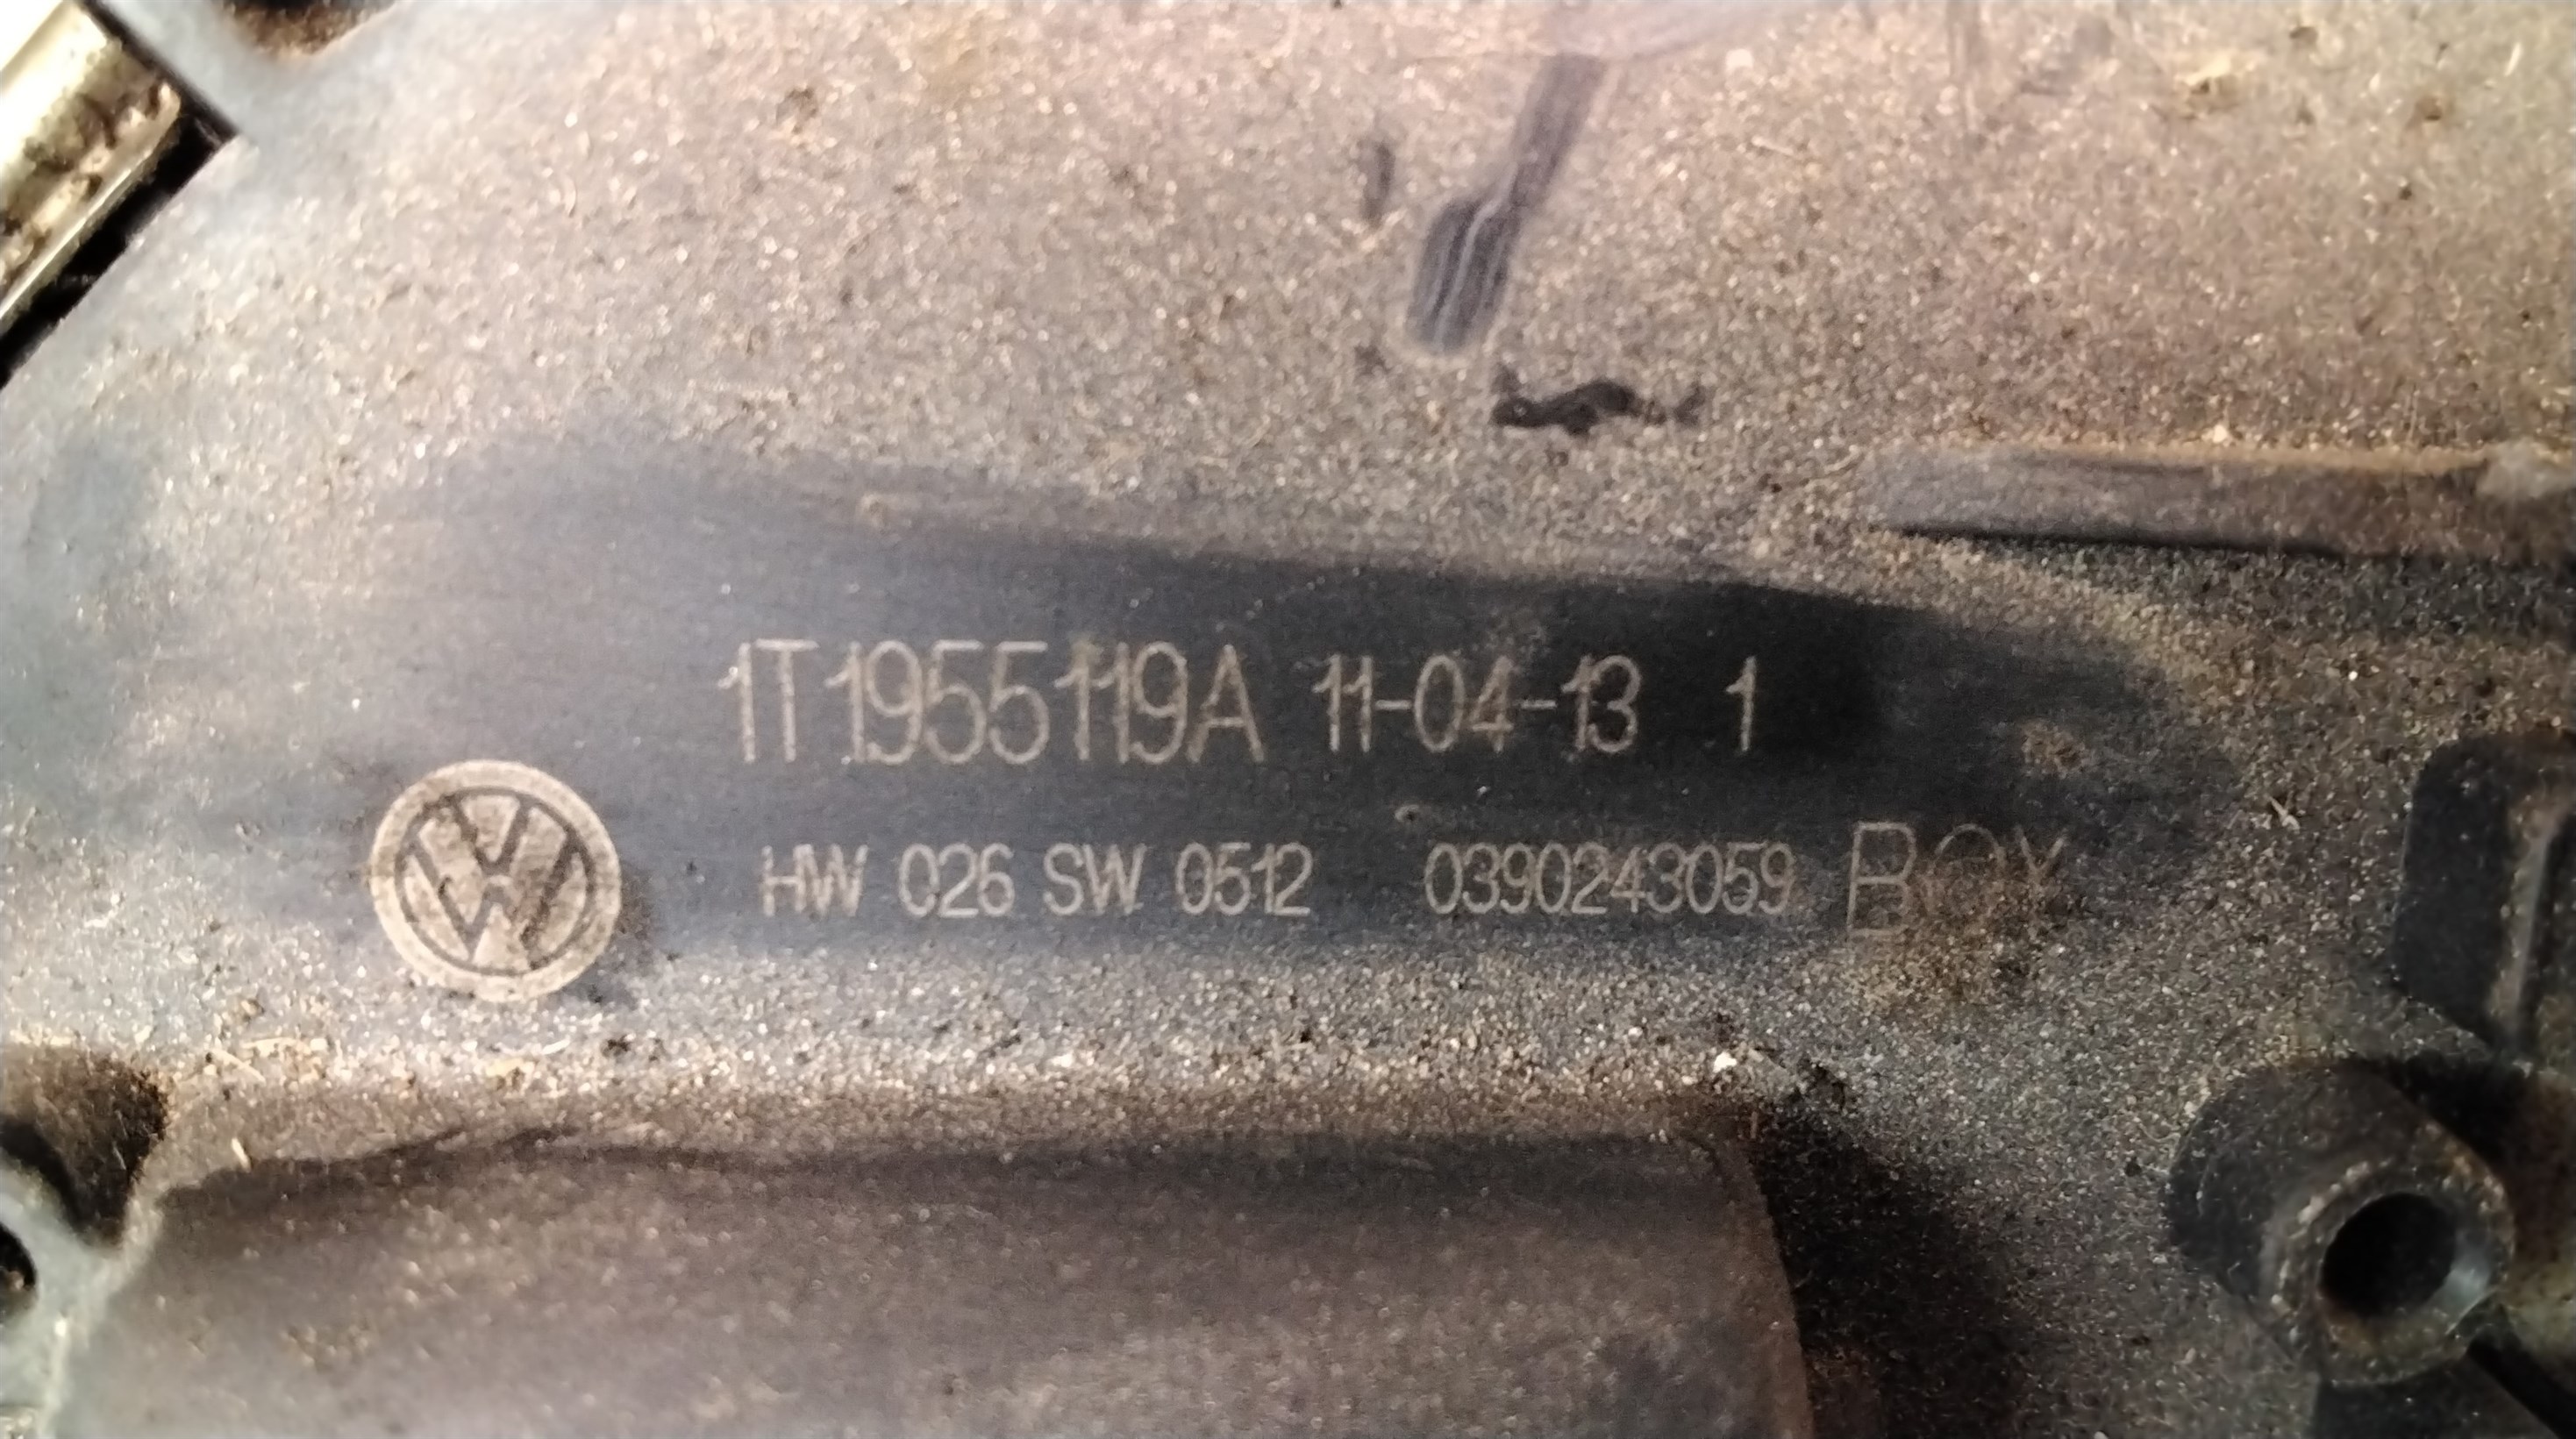 1T1955119A 11-04-13 1
HW 026 SW 0512 0390243059